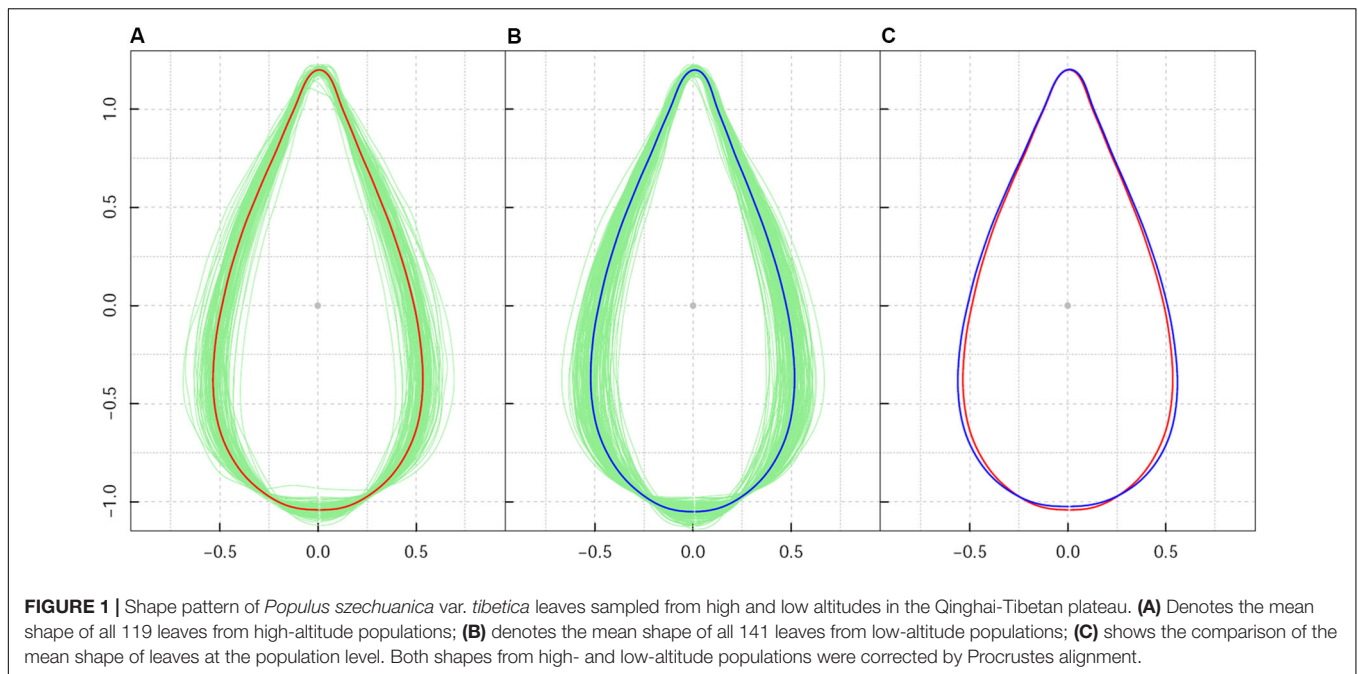 A B C
1.0
0.5
0.0
−0.5
−1.0
−0.5 0.0 0.5 −0.5 0.0 0.5 −0.5 0.0 0.5
FIGURE 1 | Shape pattern of Populus szechuanica var. tibetica leaves sampled from high and low altitudes in the Qinghai-Tibetan plateau. (A) Denotes the mean
shape of all 119 leaves from high-altitude populations; (B) denotes the mean shape of all 141 leaves from low-altitude populations; (C) shows the comparison of the
mean shape of leaves at the population level. Both shapes from high- and low-altitude populations were corrected by Procrustes alignment.